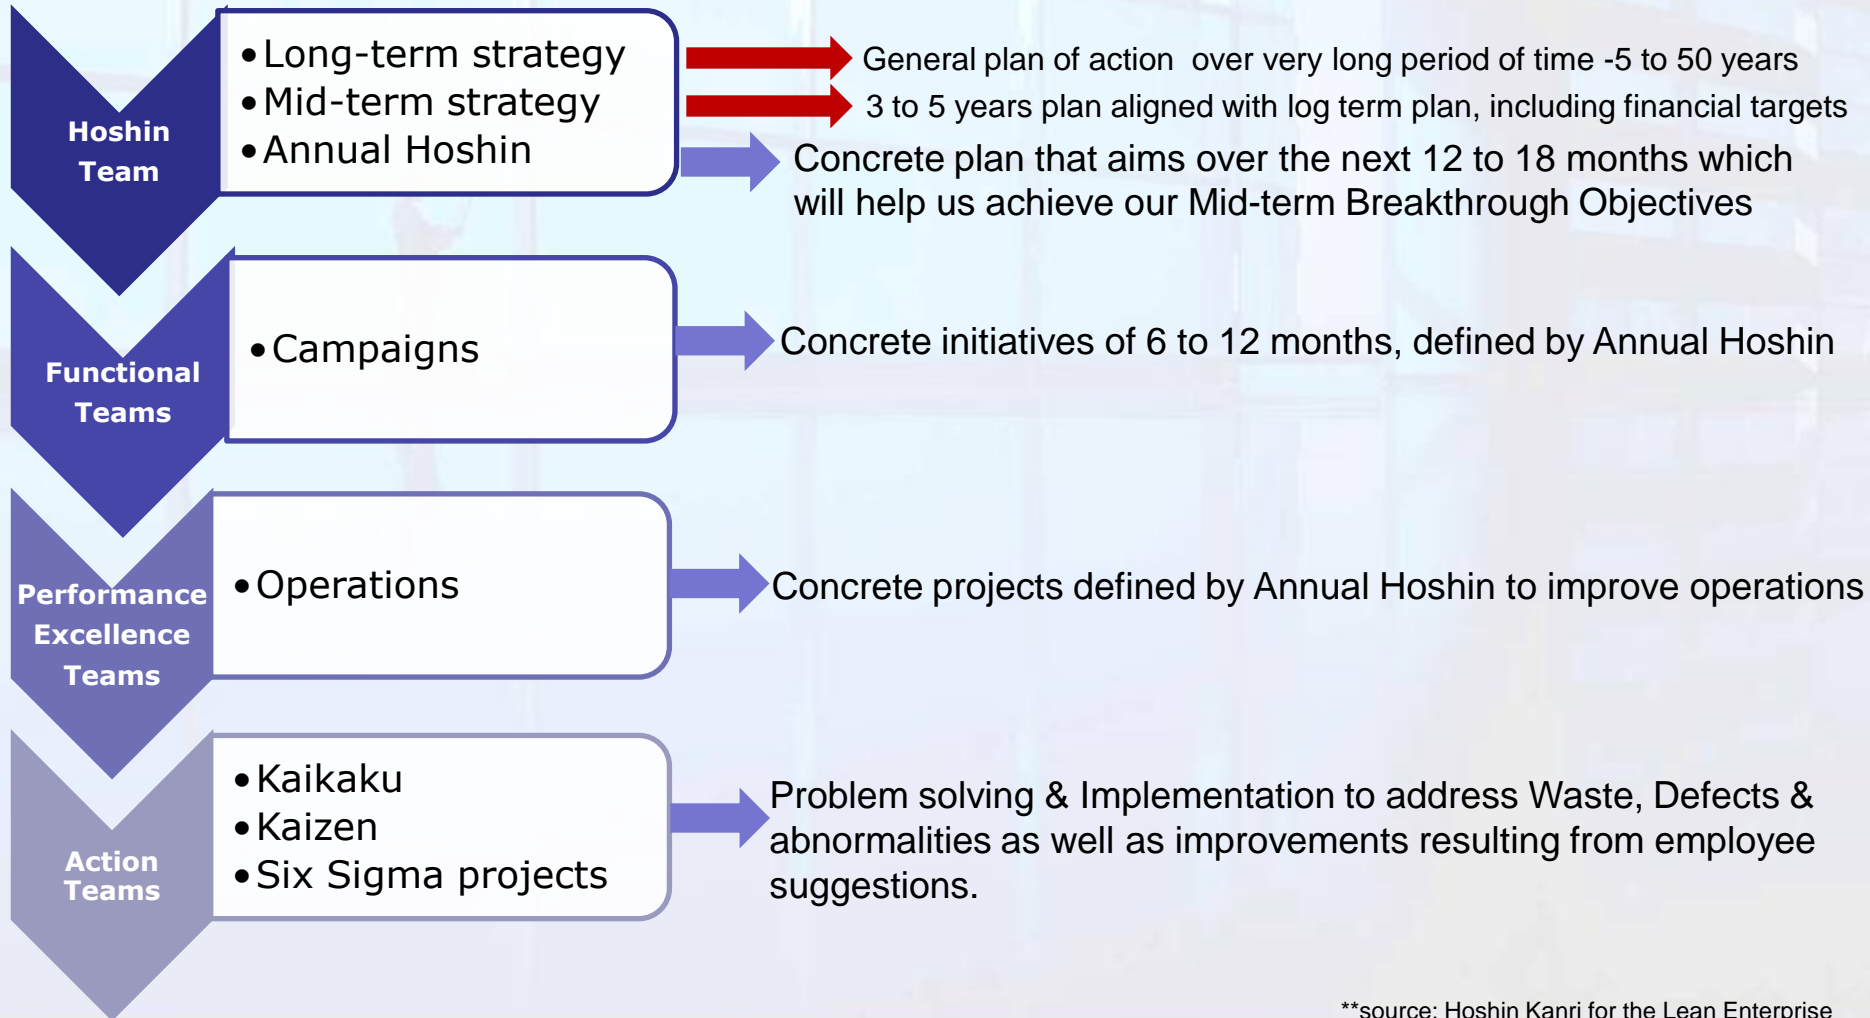 Hoshin
Team
•Long-term strategy
•Mid-term strategy
•Annual Hoshin
General plan of action over very long period of time -5 to 50 years
3 to 5 years plan aligned with log term plan, including financial targets
Concrete plan that aims over the next 12 to 18 months which
will help us achieve our Mid-term Breakthrough Objectives
Functional
Teams
•Campaigns
Concrete initiatives of 6 to 12 months, defined by Annual Hoshin
Performance
Excellence
Teams
•Operations
Concrete projects defined by Annual Hoshin to improve operations
Action
Teams
•Kaikaku
•Kaizen
•Six Sigma projects
Problem solving & Implementation to address Waste, Defects &
abnormalities as well as improvements resulting from employee
suggestions.
**source: Hoshin Kanri for the Lean Enterprise